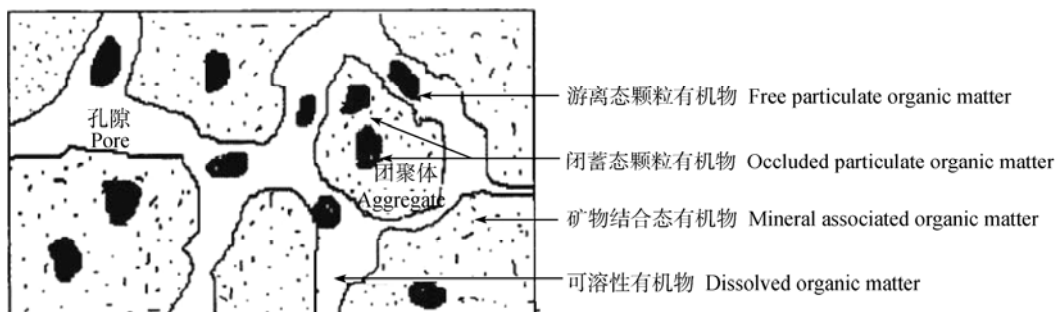 孔隙
Pore
团聚体
Aggregate
游离态颗粒有机物 Free particulate organic matter
闭蓄态颗粒有机物 Occluded particulate organic matter
矿物结合态有机物 Mineral associated organic matter
可溶性有机物 Dissolved organic matter